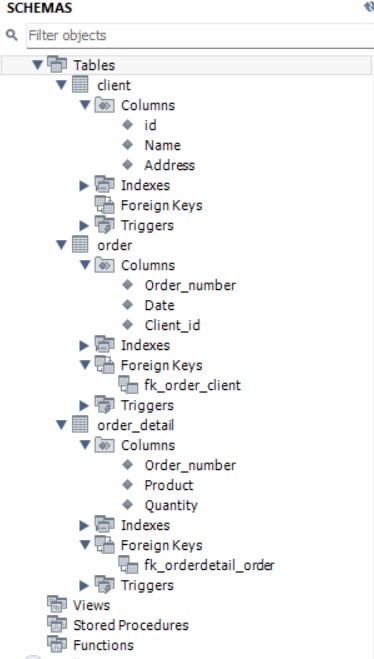 SCHEMAS
Filter objects
Tables
client
Columns
id
Name
Address
Indexes
Foreign Keys
Triggers
order
Columns
Order_number
Date
Client_id
Indexes
Foreign Keys
fk_order_client
Triggers
order_detail
Columns
Order_number
Product
Quantity
Indexes
Foreign Keys
fk_orderdetail_order
Triggers
Views
Stored Procedures
Functions